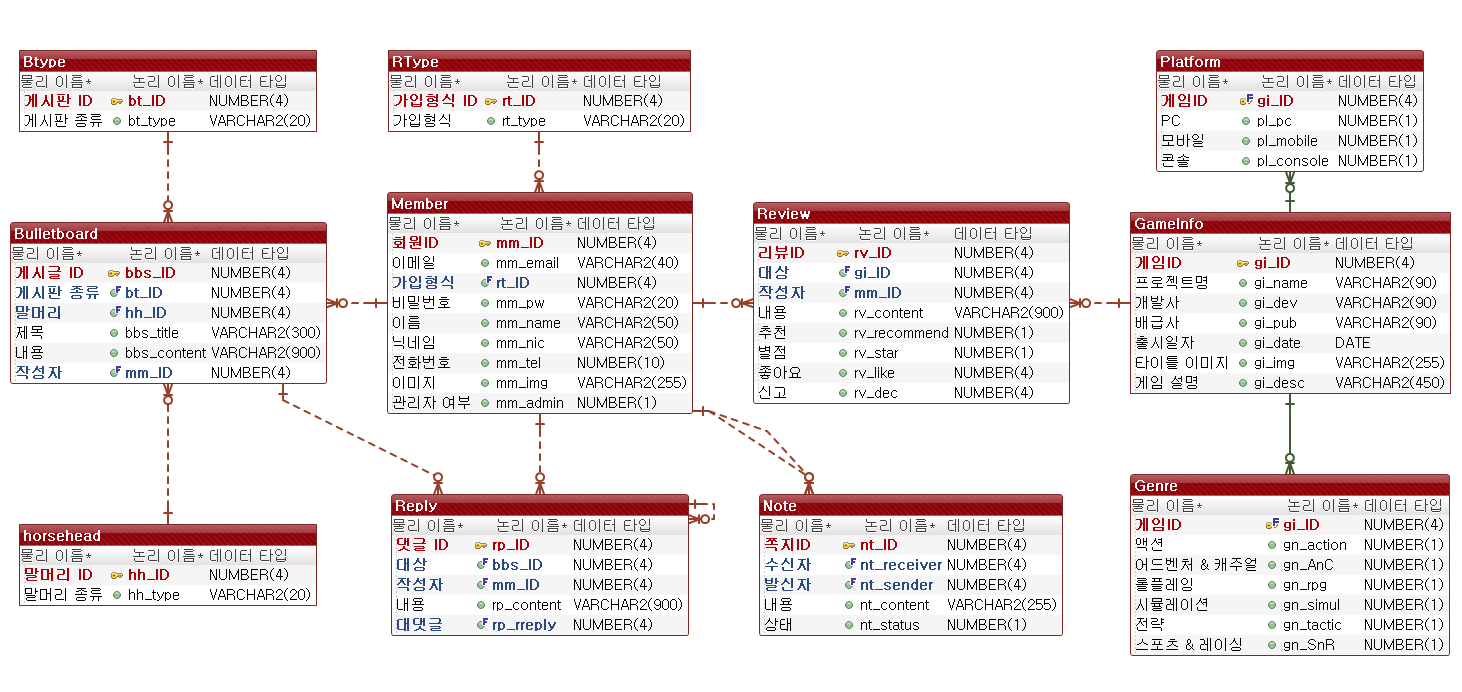 Btype
물리 이름* 논리 이름* 데이터 타입
게시판 ID bt_ID NUMBER(4)
게시판 종류 bt_type VARCHAR2(20)
RType
물리 이름* 논리 이름* 데이터 타입
가입형식 ID rt_ID NUMBER(4)
가입형식 rt_type VARCHAR2(20)
Platform
물리 이름* 논리 이름* 데이터 타입
게임ID gi_ID NUMBER(4)
PC pl_pc NUMBER(1)
모바일 pl_mobile NUMBER(1)
콘솔 pl_console NUMBER(1)
Bulletboard
물리 이름* 논리 이름* 데이터 타입
게시글 ID bbs_ID NUMBER(4)
게시판 종류 bt_ID NUMBER(4)
말머리 hh_ID NUMBER(4)
제목 bbs_title VARCHAR2(300)
내용 bbs_content VARCHAR2(900)
작성자 mm_ID NUMBER(4)
Member
물리 이름* 논리 이름* 데이터 타입
회원ID mm_ID NUMBER(4)
이메일 mm_email VARCHAR2(40)
가입형식 rt_ID NUMBER(4)
비밀번호 mm_pw VARCHAR2(20)
이름 mm_name VARCHAR2(50)
닉네임 mm_nic VARCHAR2(50)
전화번호 mm_tel NUMBER(10)
이미지 mm_img VARCHAR2(255)
관리자 여부 mm_admin NUMBER(1)
Review
물리 이름* 논리 이름* 데이터 타입
리뷰ID rv_ID NUMBER(4)
대상 gi_ID NUMBER(4)
작성자 mm_ID NUMBER(4)
내용 rv_content VARCHAR2(900)
추천 rv_recommend NUMBER(1)
별점 rv_star NUMBER(1)
좋아요 rv_like NUMBER(4)
신고 rv_dec NUMBER(4)
GameInfo
물리 이름* 논리 이름* 데이터 타입
게임ID gi_ID NUMBER(4)
프로젝트명 gi_name VARCHAR2(90)
개발사 gi_dev VARCHAR2(90)
배급사 gi_pub VARCHAR2(90)
출시일자 gi_date DATE
타이틀 이미지 gi_img VARCHAR2(255)
게임 설명 gi_desc VARCHAR2(450)
horsehead
물리 이름* 논리 이름* 데이터 타입
말머리 ID hh_ID NUMBER(4)
말머리 종류 hh_type VARCHAR2(20)
Reply
물리 이름* 논리 이름* 데이터 타입
댓글 ID rp_ID NUMBER(4)
대상 bbs_ID NUMBER(4)
작성자 mm_ID NUMBER(4)
내용 rp_content VARCHAR2(900)
대댓글 rp_rreply NUMBER(4)
Note
물리 이름* 논리 이름* 데이터 타입
쪽지ID nt_ID NUMBER(4)
수신자 nt_receiver NUMBER(4)
발신자 nt_sender NUMBER(4)
내용 nt_content VARCHAR2(255)
상태 nt_status NUMBER(1)
Genre
물리 이름* 논리 이름* 데이터 타입
게임ID gi_ID NUMBER(4)
액션 gn_action NUMBER(1)
어드벤처 & 캐주얼 gn_AnC NUMBER(1)
롤플레잉 gn_rpg NUMBER(1)
시뮬레이션 gn_simul NUMBER(1)
전략 gn_tactic NUMBER(1)
스포츠 & 레이싱 gn_SnR NUMBER(1)